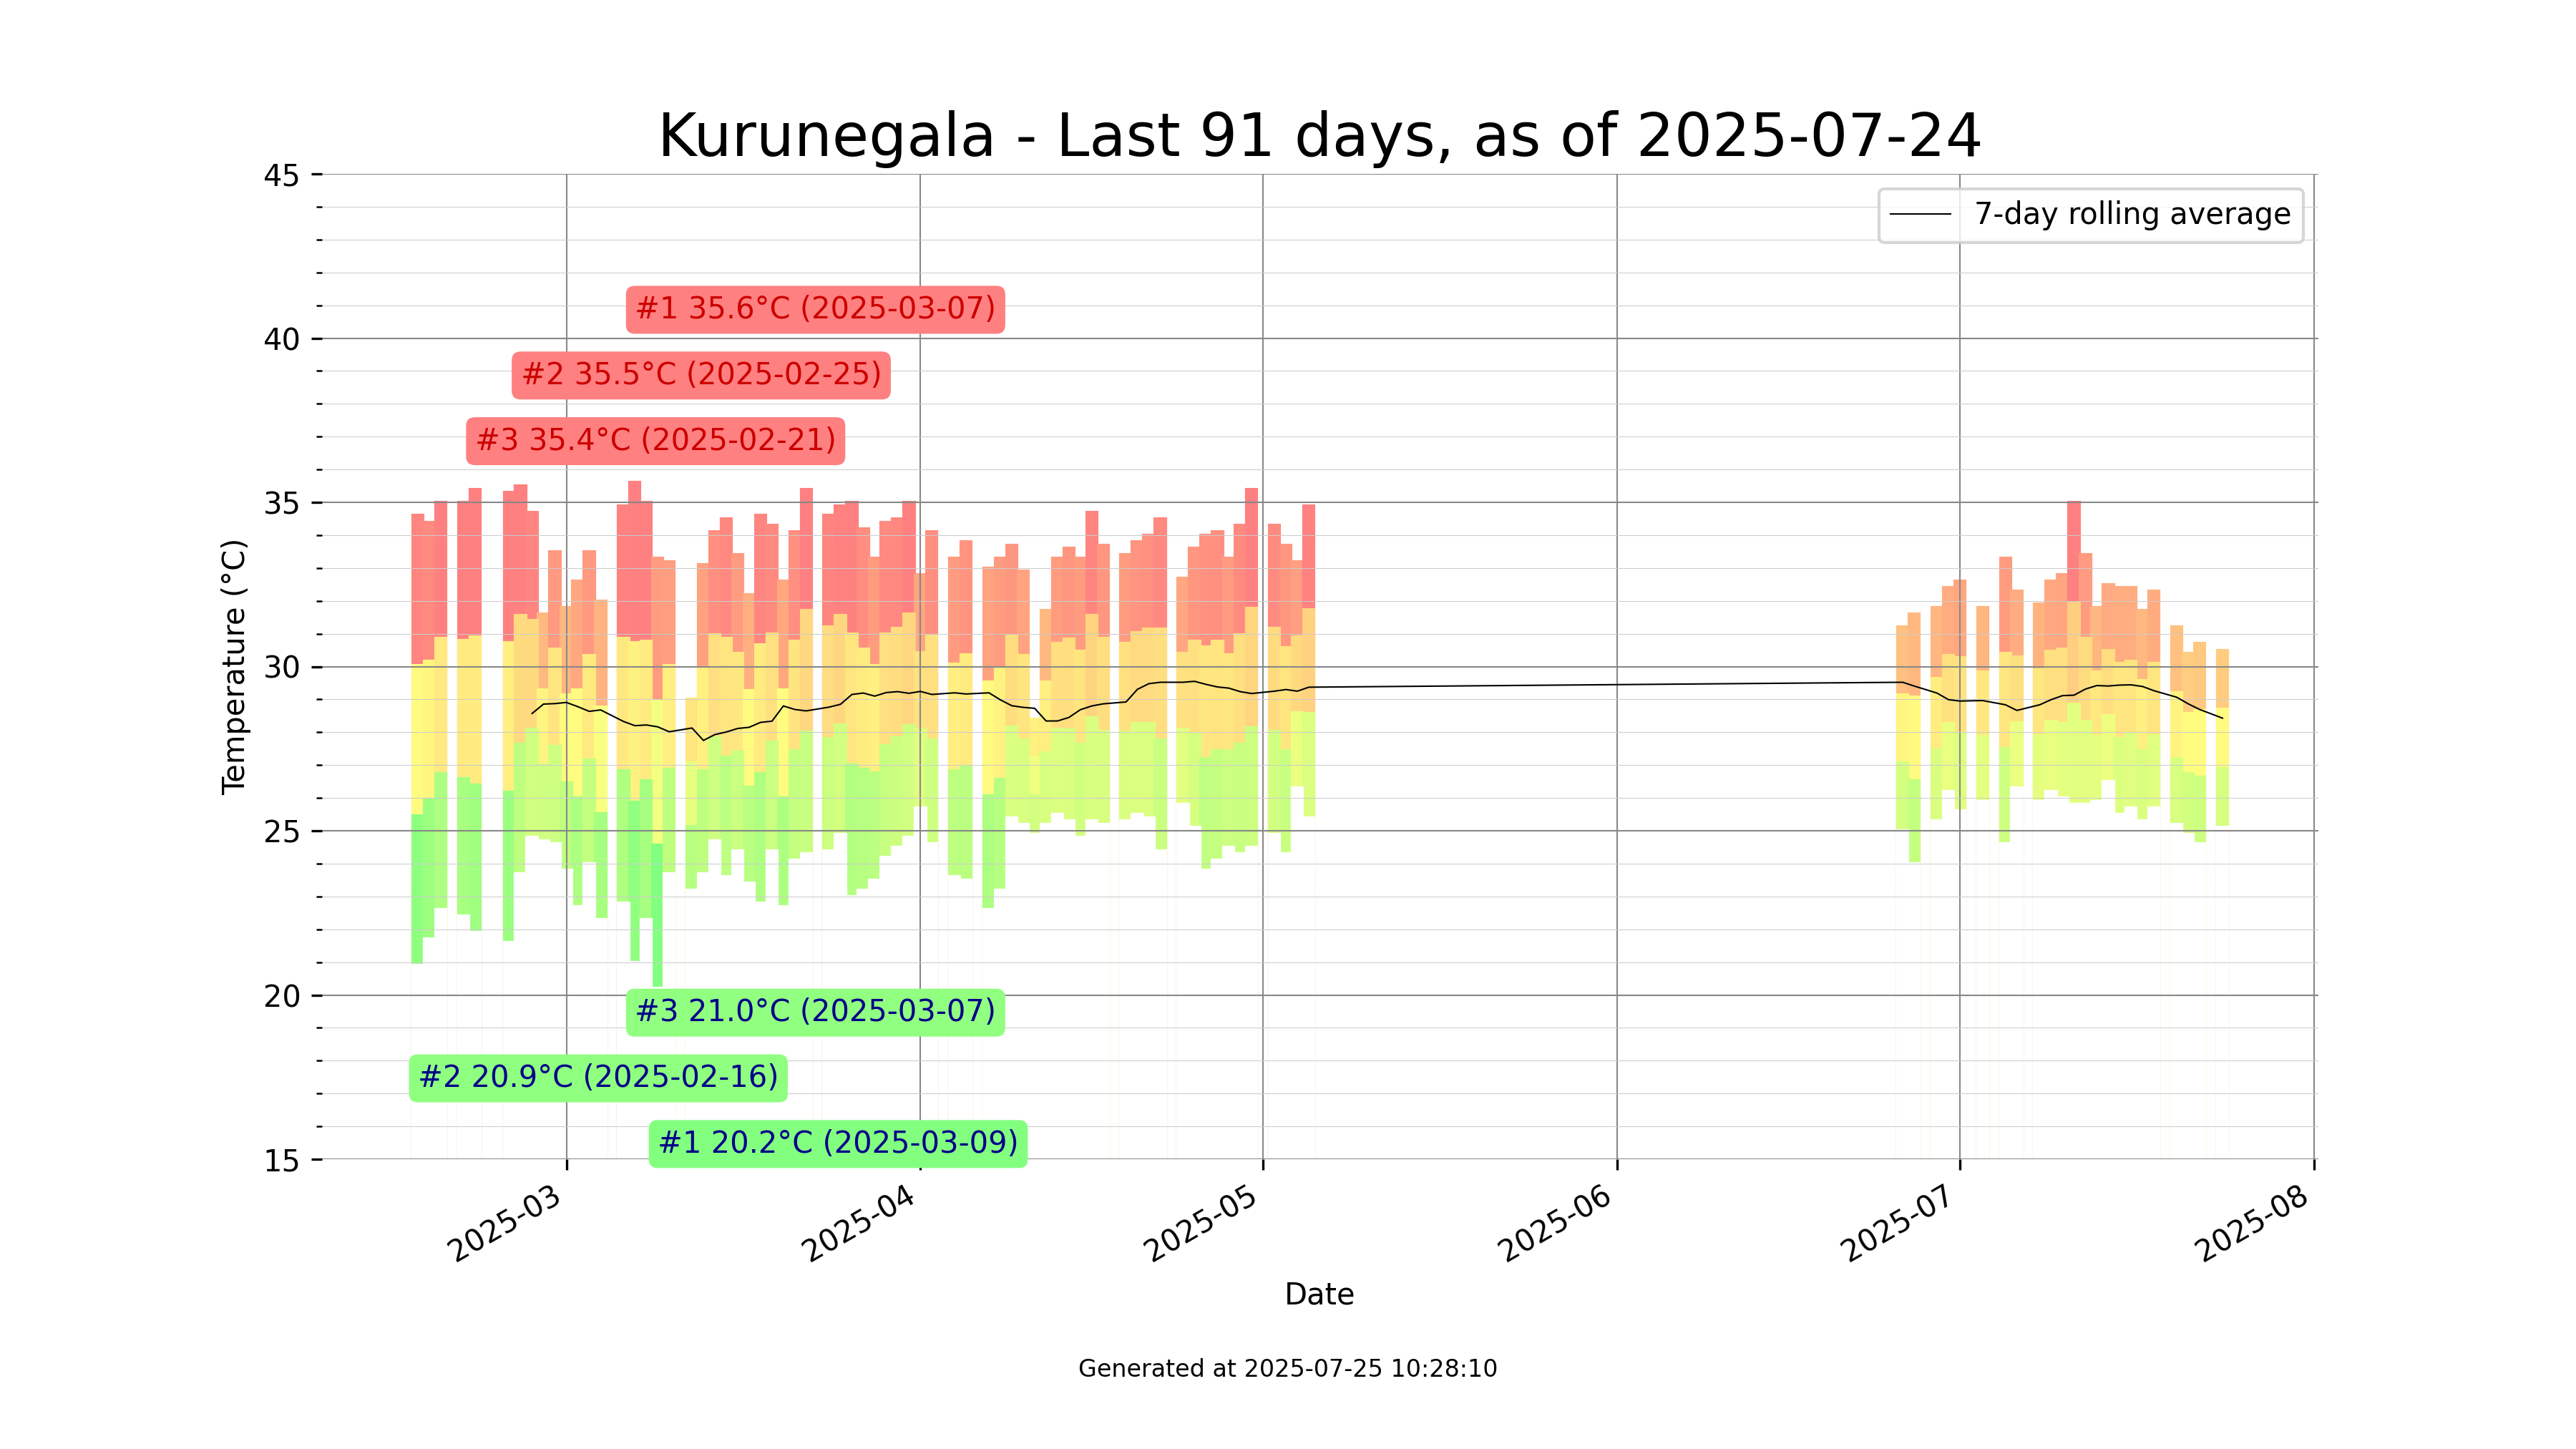 Kurunegala - Last 91 days, as of 2025-07-24
7-day rolling average
45
40
35
30
25
20
15
Temperature (°C)
#1 35.6°C (2025-03-07)
#2 35.5°C (2025-02-25)
#3 35.4°C (2025-02-21)
#3 21.0°C (2025-03-07)
#2 20.9°C (2025-02-16)
#1 20.2°C (2025-03-09)
2025-03
2025-04
2025-05
2025-06
2025-07
2025-08
Date
Generated at 2025-07-25 10:28:10